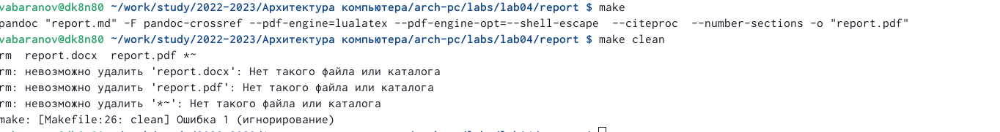 vabaranov@dk8n80 ~/work/study/2022-2023/Архитектура компьютера/arch-pc/labs/lab04/report $ make
pandoc "report.md" -F pandoc-crossref --pdf-engine=lualatex --pdf-engine-opt=--shell-escape  --citeproc  --number-sections -o "report.pdf"
vabaranov@dk8n80 ~/work/study/2022-2023/Архитектура компьютера/arch-pc/labs/lab04/report $ make clean
rm  report.docx  report.pdf *~
rm: невозможно удалить 'report.docx': Нет такого файла или каталога
rm: невозможно удалить 'report.pdf': Нет такого файла или каталога
rm: невозможно удалить '*~': Нет такого файла или каталога
make: [Makefile:26: clean] Ошибка 1 (игнорирование)